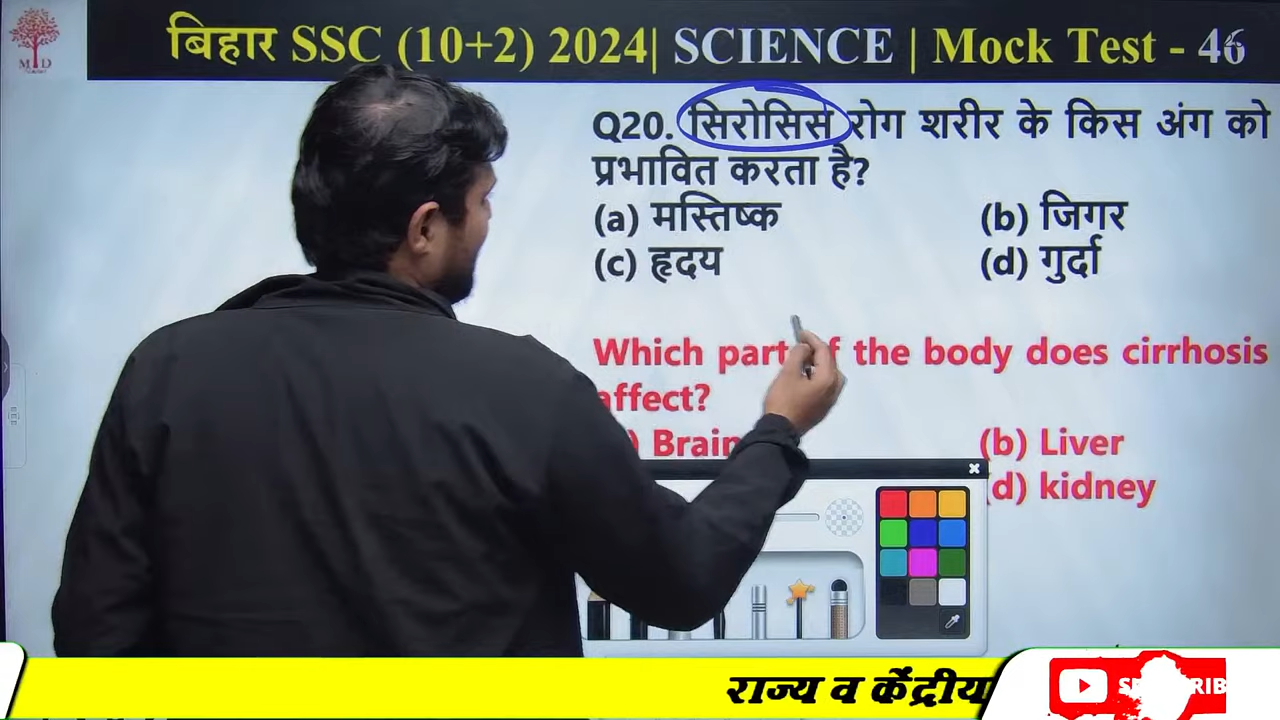 बिहार SSC (10+2) 2024| SCIENCE | Mock Test - 46
Q20. सिरोसिस रोग शरीर के किस अंग को
प्रभावित करता है?
(a) मस्तिष्क (b) जिगर
(c) हृदय (d) गुर्दा
Which part of the body does cirrhosis
affect?
Brain (b) Liver
(d) kidney
राज्य व केंद्रीय